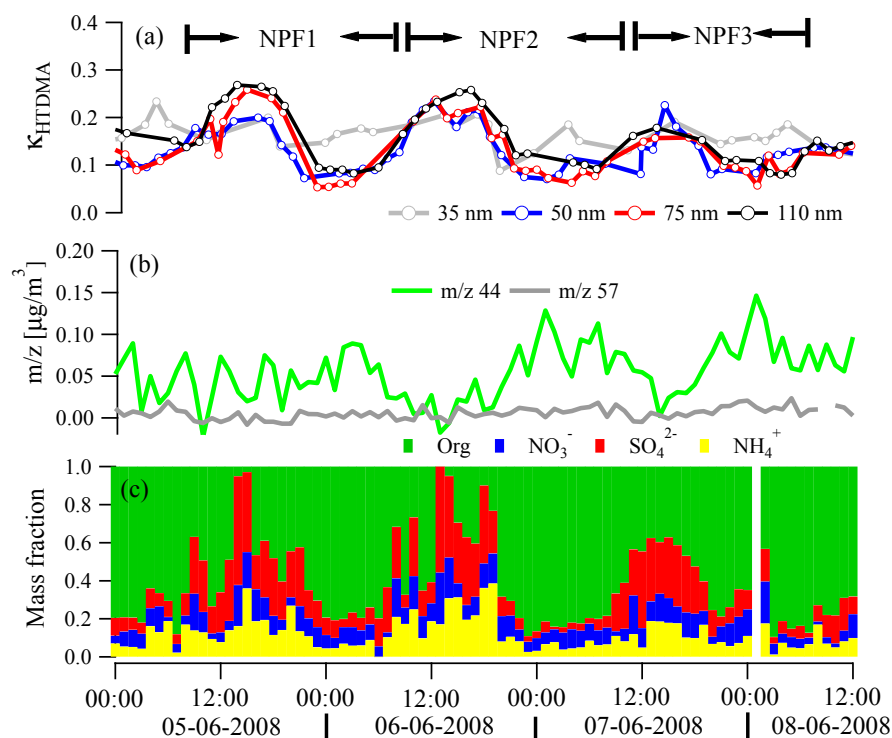 (a)
NPF1
NPF2
NPF3
0.4
0.3
0.2
0.1
0.0
κHTDMA
35 nm
50 nm
75 nm
110 nm
(b)
0.20
0.15
0.10
0.05
0.00
m/z [μg/m³]
m/z 44
m/z 57
Org
NO₃⁻
SO₄²⁻
NH₄⁺
(c)
1.0
0.8
0.6
0.4
0.2
0.0
Mass fraction
00:00 12:00 00:00 12:00 00:00 12:00 00:00 12:00
05-06-2008 06-06-2008 07-06-2008 08-06-2008